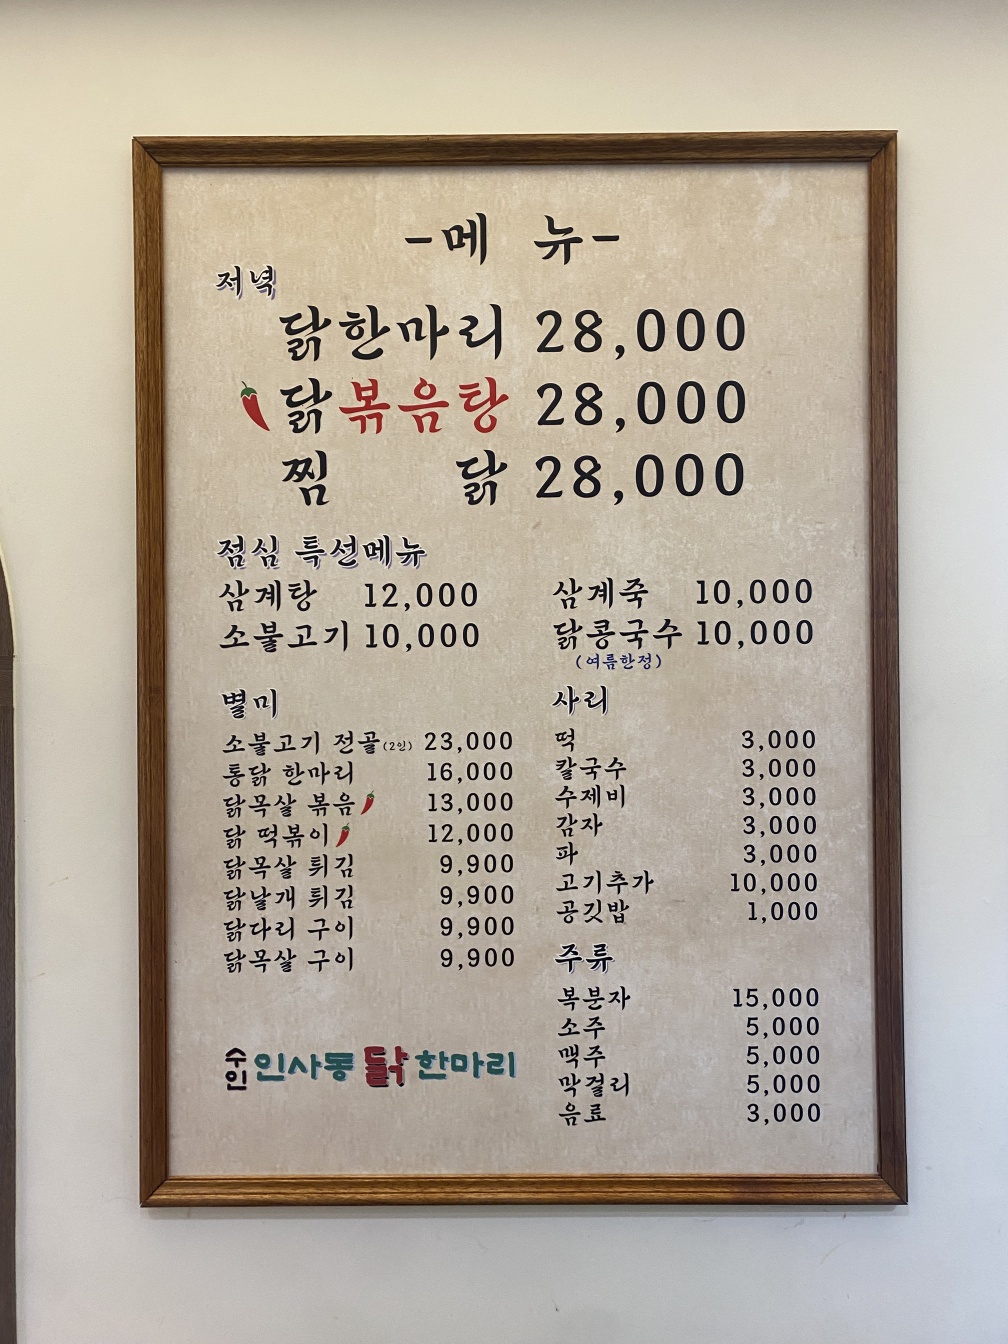 -메 뉴-
저녁
닭한마리 28,000
닭볶음탕 28,000
찜 닭 28,000
점심 특선메뉴
삼계탕 12,000
소불고기 10,000
삼계죽 10,000
닭콩국수 10,000
(여름한정)
별미
소불고기 전골(2인) 23,000
통닭 한마리 16,000
닭목살 볶음 13,000
닭 떡볶이 12,000
닭목살 튀김 9,900
닭날개 튀김 9,900
닭다리 구이 9,900
닭목살 구이 9,900
사리
떡 3,000
칼국수 3,000
수제비 3,000
감자 3,000
파 3,000
고기추가 10,000
공깃밥 1,000
주류
복분자 15,000
소주 5,000
맥주 5,000
막걸리 5,000
음료 3,000
수인 인사동 닭 한마리